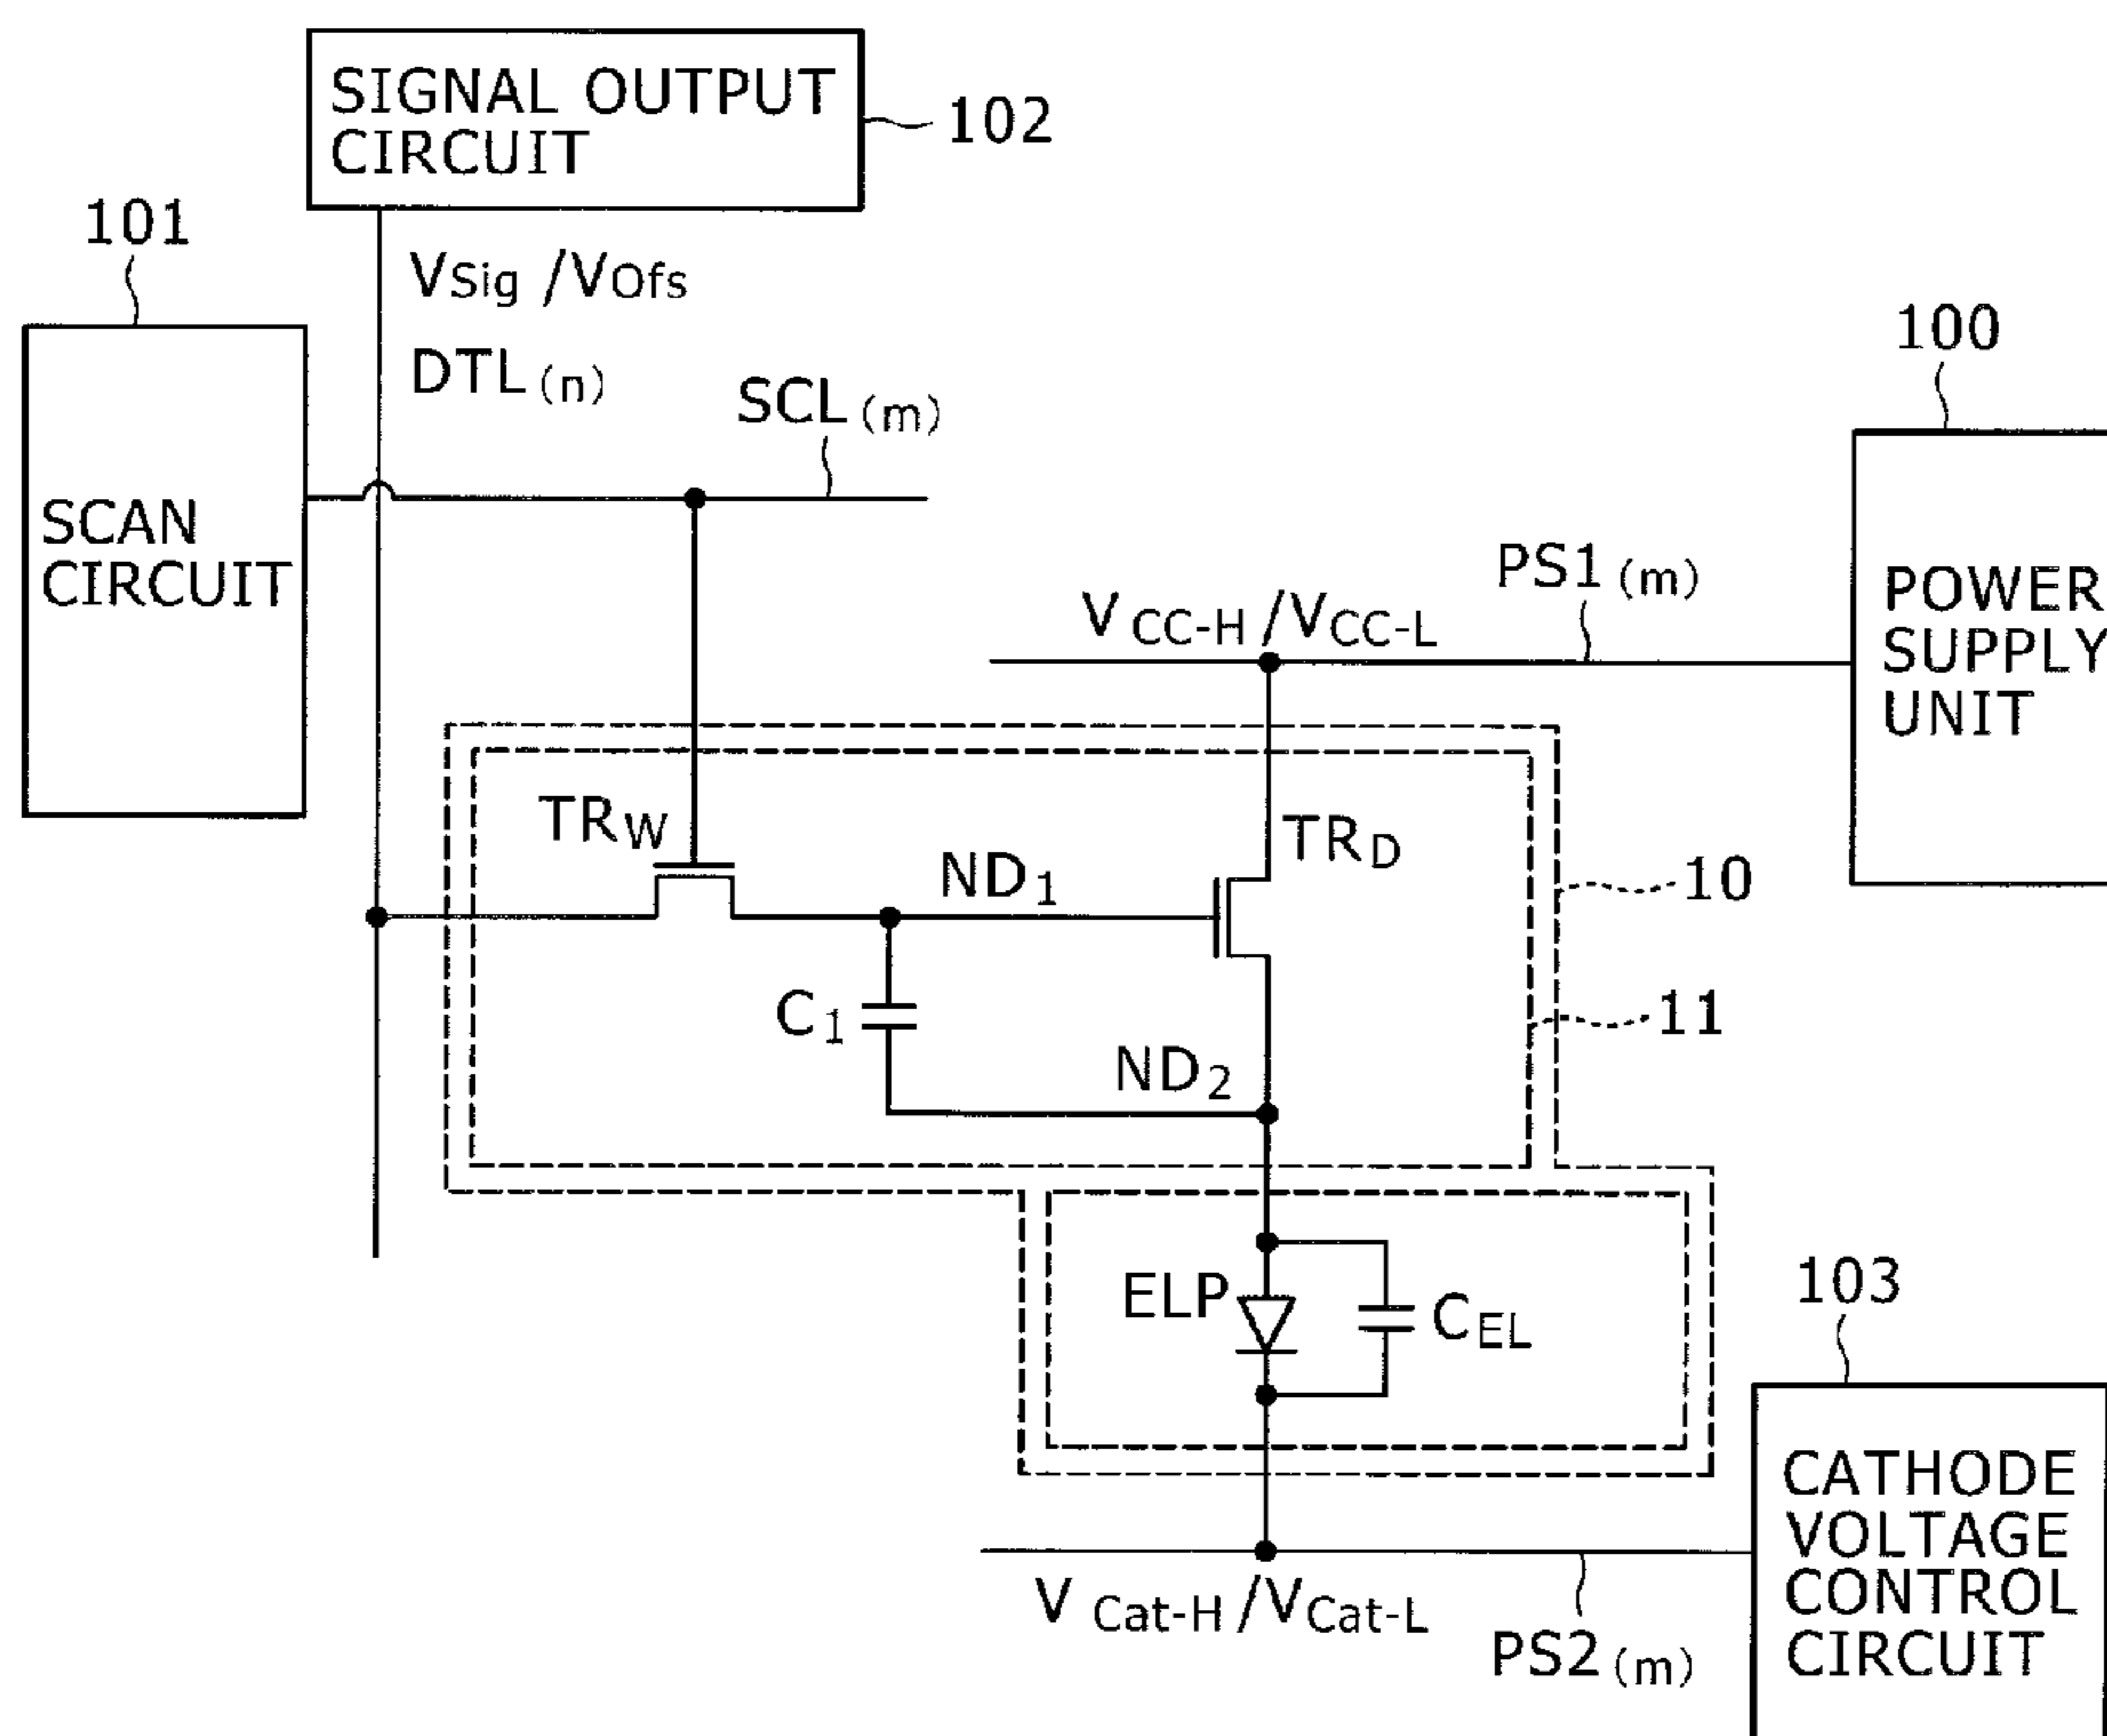 SIGNAL OUTPUT
CIRCUIT
102
101
VSig /VOfs
DTL(n)
SCL(m)
100
SCAN
CIRCUIT
PS1(m)
VCC-H /VCC-L
POWER
SUPPLY
UNIT
TRW
TRD
ND1
10
C1
11
ND2
ELP
CEL
103
CATHODE
VOLTAGE
CONTROL
CIRCUIT
VCat-H /VCat-L
PS2(m)